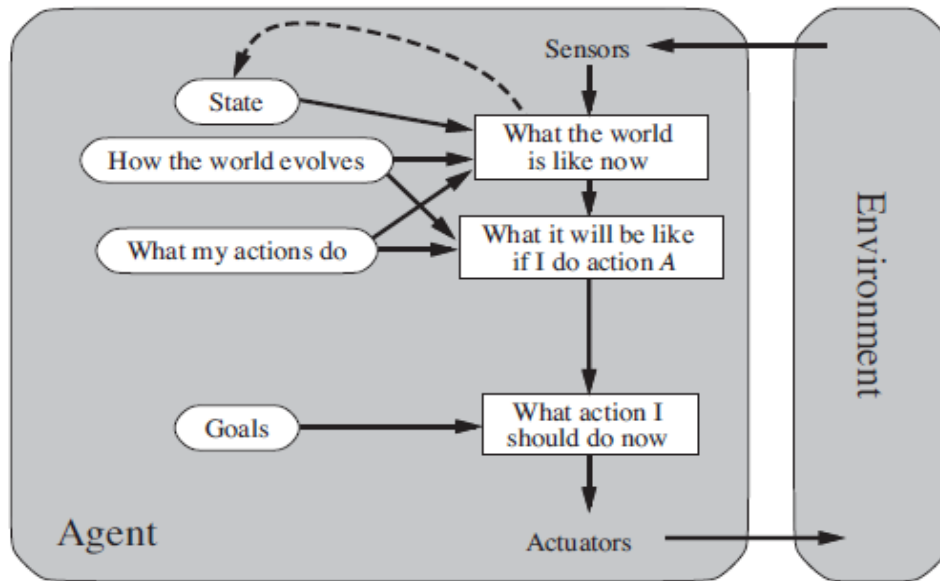 Sensors
State
What the world
is like now
How the world evolves
What my actions do
What it will be like
if I do action A
Goals
What action I
should do now
Agent
Actuators
Environment